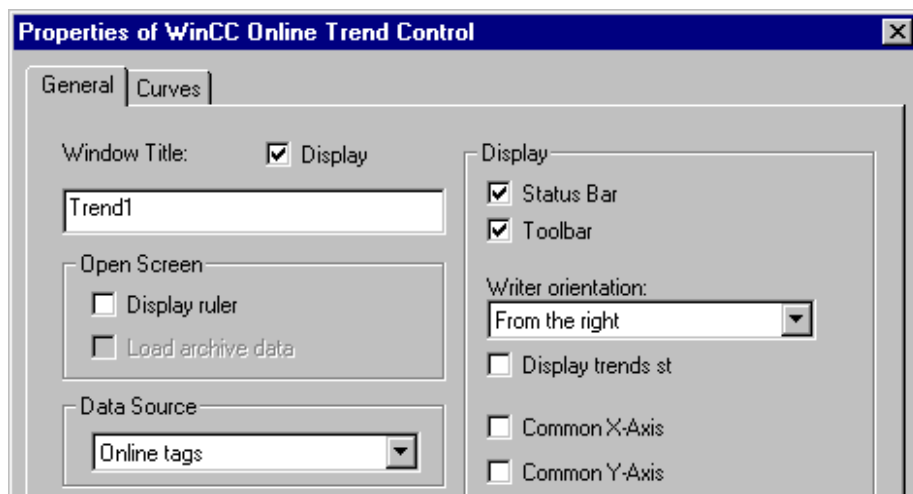 Properties of WinCC Online Trend Control
General
Curves
Window Title:
Display
Trend1
Open Screen
Display ruler
Load archive data
Data Source
Online tags
Display
Status Bar
Toolbar
Writer orientation:
From the right
Display trends st
Common X-Axis
Common Y-Axis